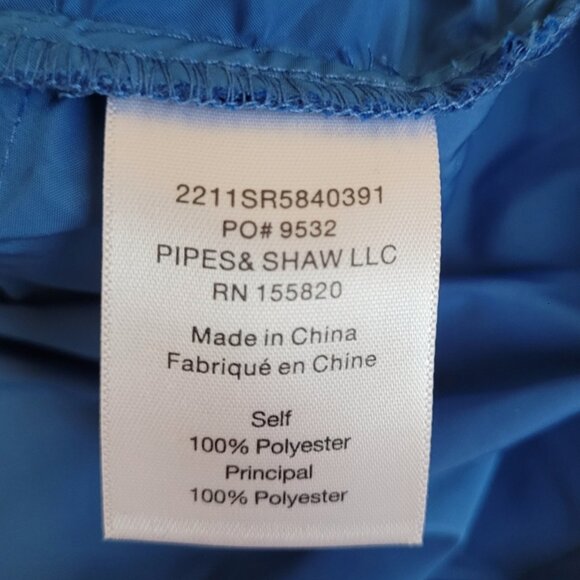 2211SR5840391
PO# 9532
PIPES& SHAW LLC
RN 155820
Made in China
Fabriqué en Chine
Self
100% Polyester
Principal
100% Polyester